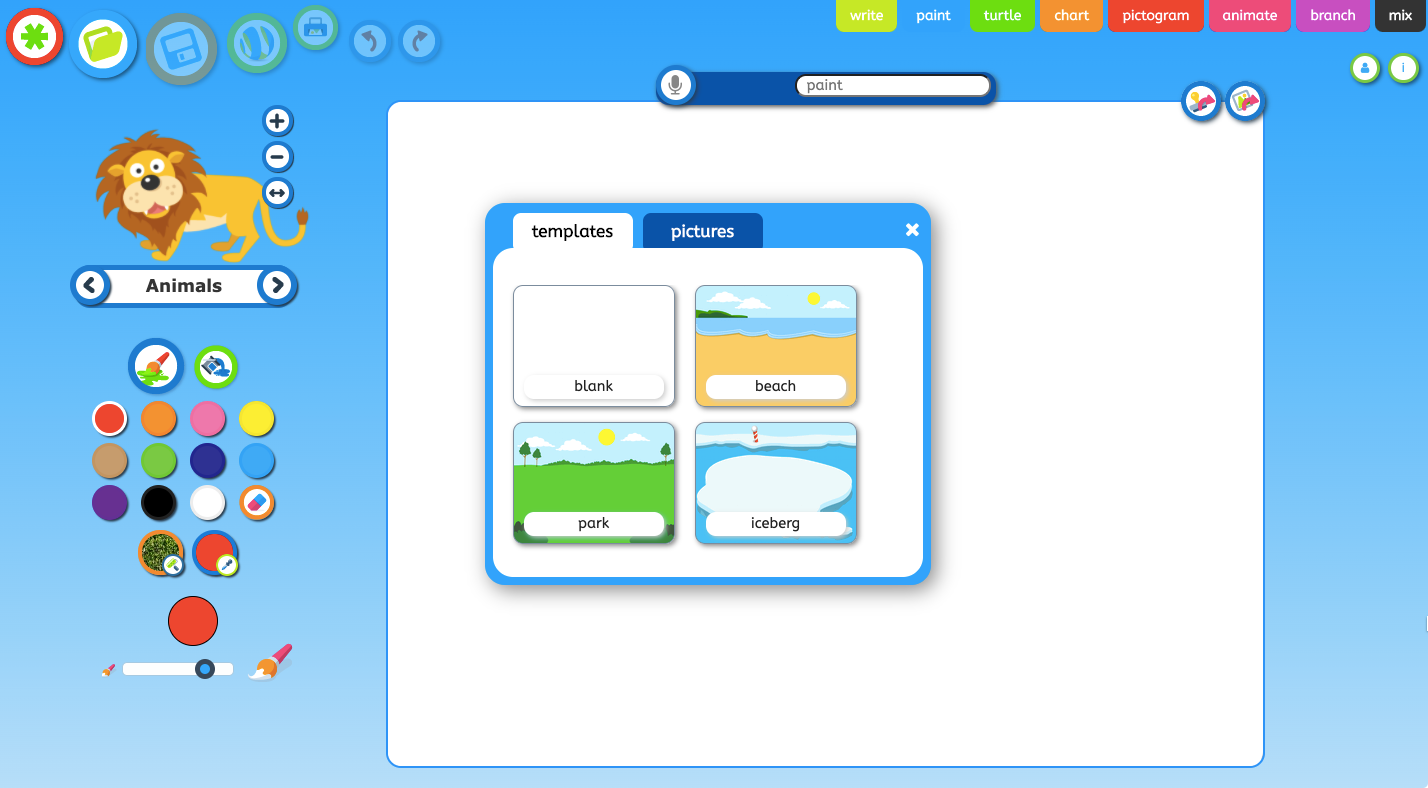 write paint turtle chart pictogram animate branch mix
i
paint
templates pictures
Animals
blank beach
park iceberg